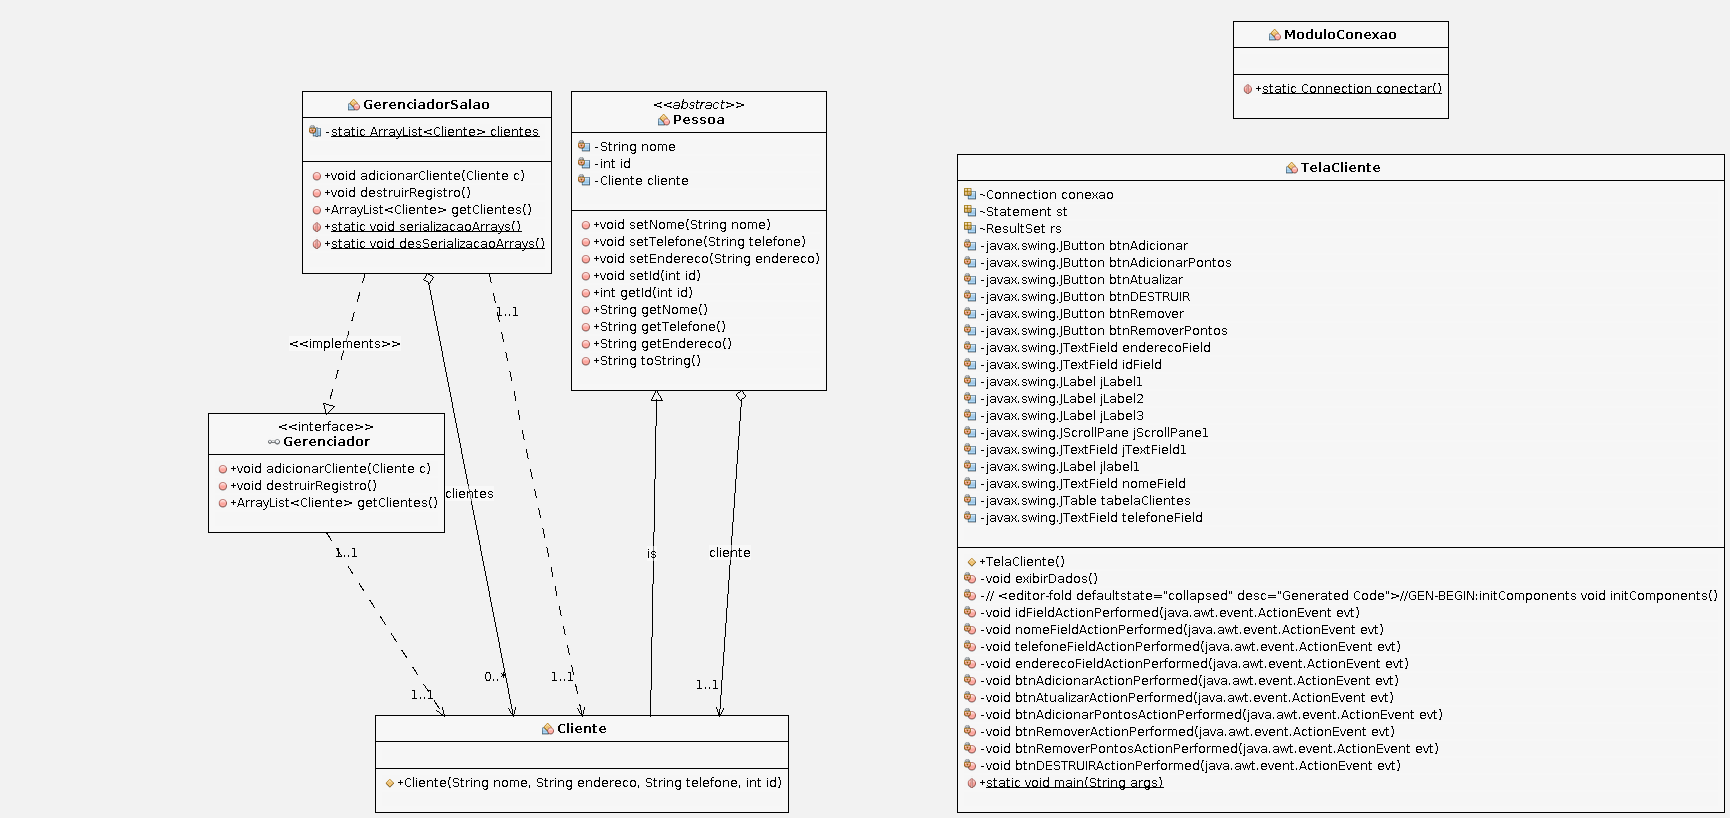 GerenciadorSalao
-static ArrayList<Cliente> clientes
+void adicionarCliente(Cliente c)
+void destruirRegistro()
+ArrayList<Cliente> getClientes()
+static void serializacaoArrays()
+static void desSerializacaoArrays()
<<abstract>>
Pessoa
-String nome
-int id
-Cliente cliente
+void setNome(String nome)
+void setTelefone(String telefone)
+void setEndereco(String endereco)
+void setId(int id)
+int getId(int id)
+String getNome()
+String getTelefone()
+String getEndereco()
+String toString()
ModuloConexao
+static Connection conectar()
<<implements>>
1..1
<<interface>>
Gerenciador
+void adicionarCliente(Cliente c)
+void destruirRegistro()
+ArrayList<Cliente> getClientes()
clientes
1..1
is
cliente
1..1
0..*
1..1
1..1
Cliente
+Cliente(String nome, String endereco, String telefone, int id)
TelaCliente
~Connection conexao
~Statement st
~ResultSet rs
-javax.swing.JButton btnAdicionar
-javax.swing.JButton btnAdicionarPontos
-javax.swing.JButton btnAtualizar
-javax.swing.JButton btnDESTRUIR
-javax.swing.JButton btnRemover
-javax.swing.JButton btnRemoverPontos
-javax.swing.JTextField enderecoField
-javax.swing.JTextField idField
-javax.swing.JLabel jLabel1
-javax.swing.JLabel jLabel2
-javax.swing.JLabel jLabel3
-javax.swing.JScrollPane jScrollPane1
-javax.swing.JTextField jTextField1
-javax.swing.JLabel jlabel1
-javax.swing.JTextField nomeField
-javax.swing.JTable tabelaClientes
-javax.swing.JTextField telefoneField
+TelaCliente()
-void exibirDados()
-// <editor-fold defaultstate="collapsed" desc="Generated Code">//GEN-BEGIN:initComponents void initComponents()
-void idFieldActionPerformed(java.awt.event.ActionEvent evt)
-void nomeFieldActionPerformed(java.awt.event.ActionEvent evt)
-void telefoneFieldActionPerformed(java.awt.event.ActionEvent evt)
-void enderecoFieldActionPerformed(java.awt.event.ActionEvent evt)
-void btnAdicionarActionPerformed(java.awt.event.ActionEvent evt)
-void btnAtualizarActionPerformed(java.awt.event.ActionEvent evt)
-void btnAdicionarPontosActionPerformed(java.awt.event.ActionEvent evt)
-void btnRemoverActionPerformed(java.awt.event.ActionEvent evt)
-void btnRemoverPontosActionPerformed(java.awt.event.ActionEvent evt)
-void btnDESTRUIRActionPerformed(java.awt.event.ActionEvent evt)
+static void main(String args)